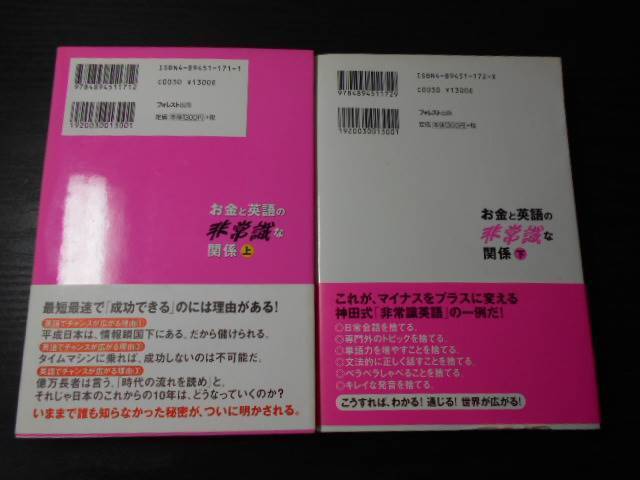 ISBN4-89451-171-1
C0030 ¥1300E
9784894511712
1920030013001
フォレスト出版
定価 本体1300円 +税
お金と英語の
非常識な
関係 上
最短最速で「成功できる」のには理由がある!
英語でチャンスが広がる理由1
平成日本は、情報鎖国下にある。だから儲けられる。
英語でチャンスが広がる理由2
タイムマシンに乗れば、成功しないのは不可能だ。
英語でチャンスが広がる理由3
億万長者は言う、「時代の流れを読め」と。
それじゃ日本のこれからの10年は、どうなっていくのか?
いままで誰も知らなかった秘密が、ついに明かされる。
ISBN4-89451-172-X
C0030 ¥1300E
9784894511729
1920030013001
フォレスト出版
定価 本体1300円 +税
お金と英語の
非常識な
関係 下
これが、マイナスをプラスに変える
神田式「非常識英語」の一例だ!
○日常会話を捨てる。
○専門外のトピックを捨てる。
○単語力を増やすことを捨てる。
○文法的に正しく話すことを捨てる。
○ペラペラしゃべることを捨てる。
○キレイな発音を捨てる。
こうすれば、わかる! 通じる! 世界が広がる!